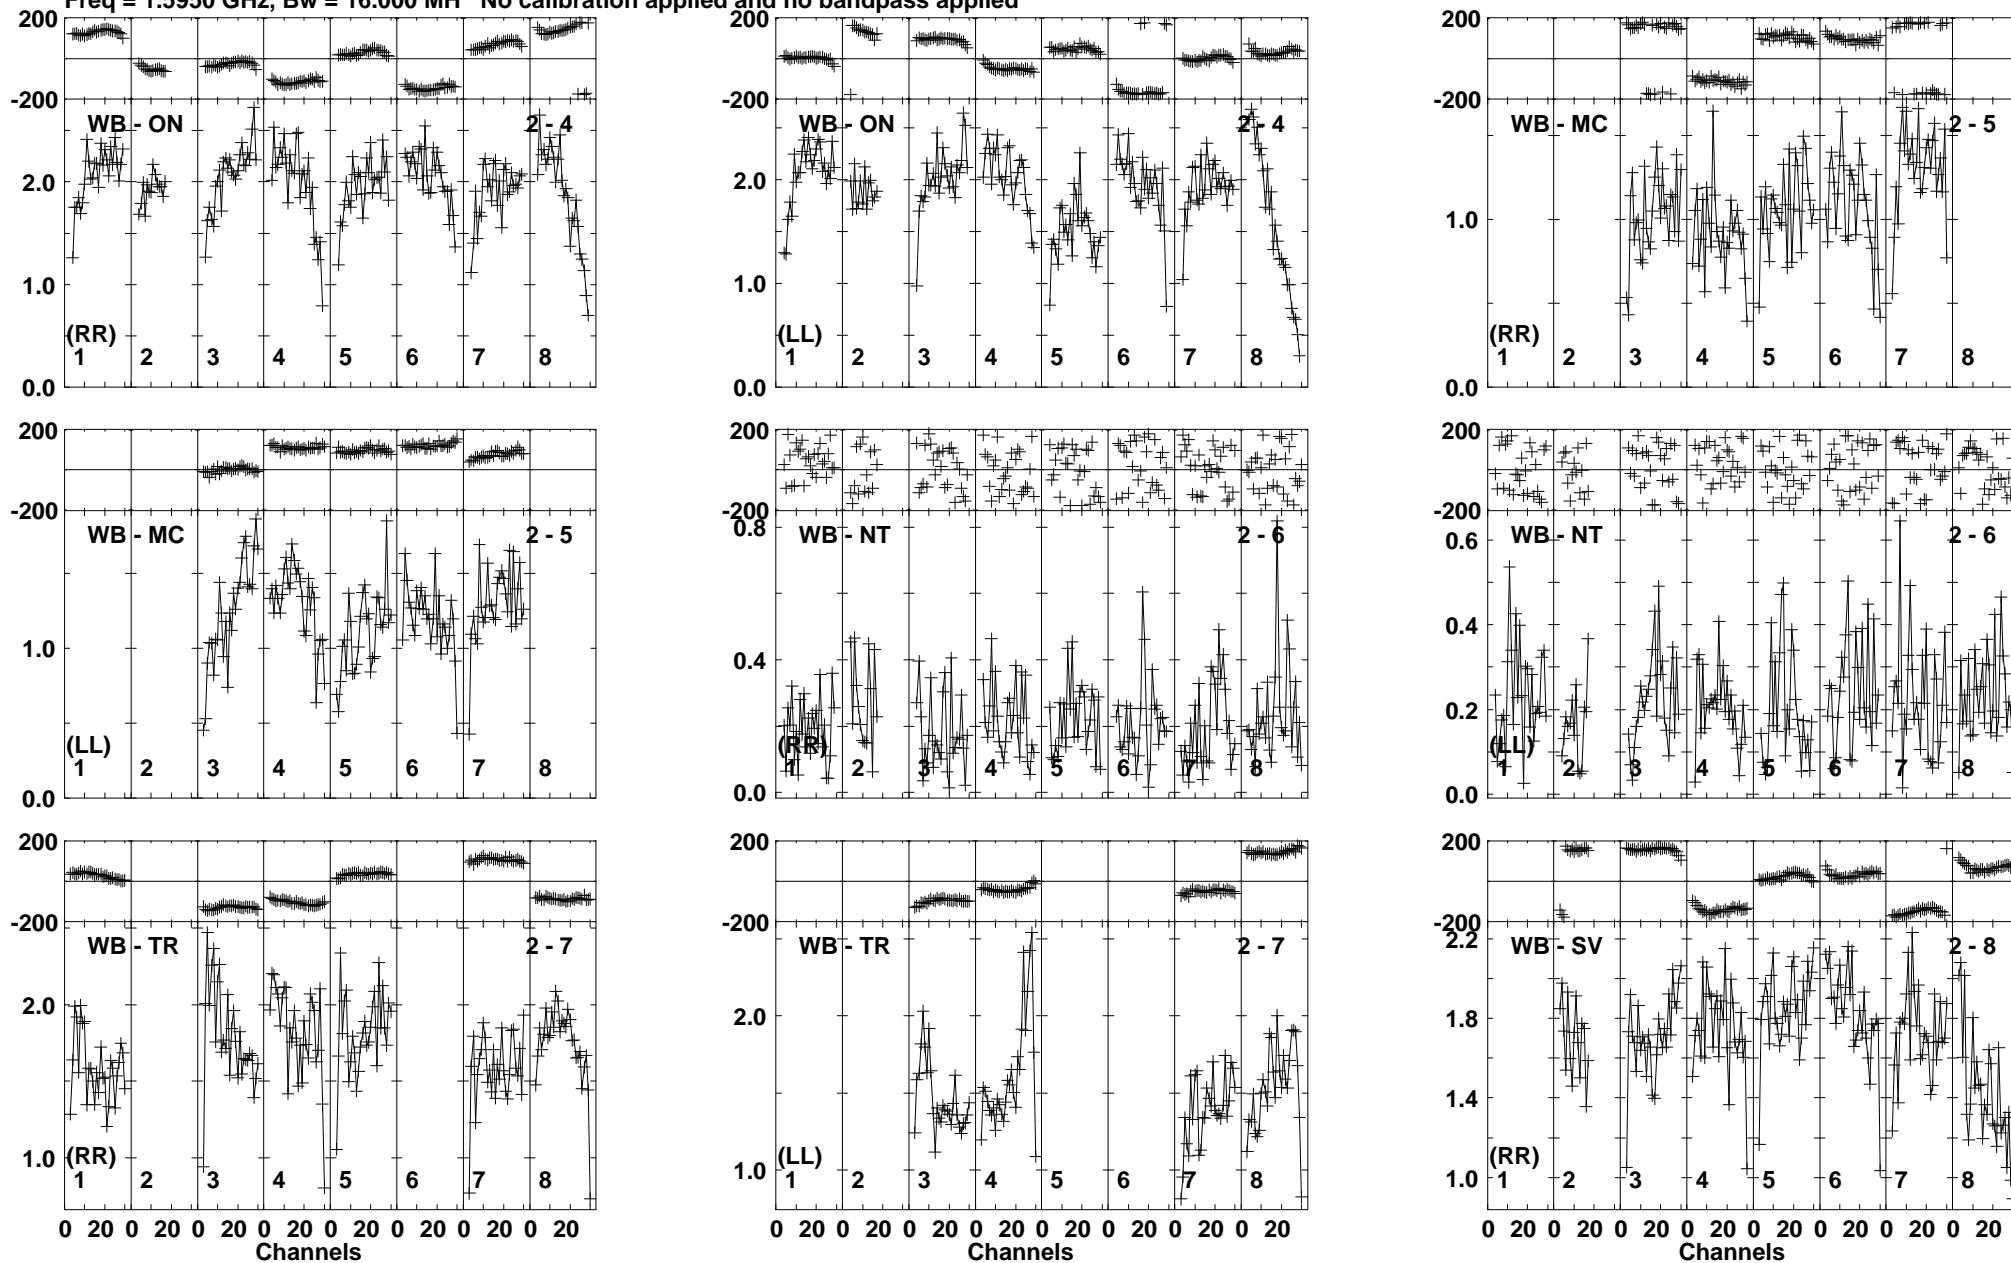 Freq = 1.5950 GHz, Bw = 16.000 MH No calibration applied and no bandpass applied
200 200 200
-200 -200 -200
WB - ON 2 - 4 WB - ON 2 - 4 WB - MC 2 - 5
2.0 2.0
1.0
1.0 1.0
(RR) (LL) (RR)
1 2 3 4 5 6 7 8 1 2 3 4 5 6 7 8 1 2 3 4 5 6 7 8
0.0 0.0 0.0
200 200 200
-200 -200 -200
WB - MC 2 - 5 WB - NT 2 - 6 WB - NT 2 - 6
0.8 0.6
1.0 0.4 0.4
0.2
(LL) (RR) (LL)
1 2 3 4 5 6 7 8 1 2 3 4 5 6 7 8 1 2 3 4 5 6 7 8
0.0 0.0 0.0
200 200 200
-200 -200 -200
WB - TR 2 - 7 WB - TR 2 - 7 2.2 WB - SV 2 - 8
2.0 2.0 1.8
1.4
1.0 (RR) 1.0 (LL) 1.0 (RR)
1 2 3 4 5 6 7 8 1 2 3 4 5 6 7 8 1 2 3 4 5 6 7 8
0 20 0 20 0 20 0 20 0 20 0 20 0 20 0 20 0 20 0 20 0 20 0 20 0 20 0 20 0 20 0 20 0 20 0 20 0 20 0 20 0 20 0 20 0 20 0 20
Channels Channels Channels